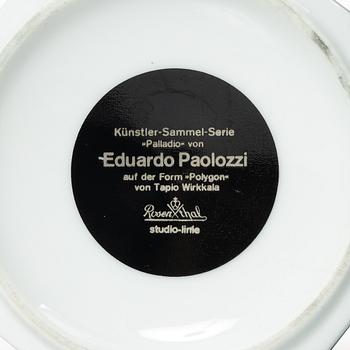 Künstler-Sammel-Serie
»Palladio« von
Eduardo Paolozzi
auf der Form »Polygon«
von Tapio Wirkkala
Rosenthal
studio-linie